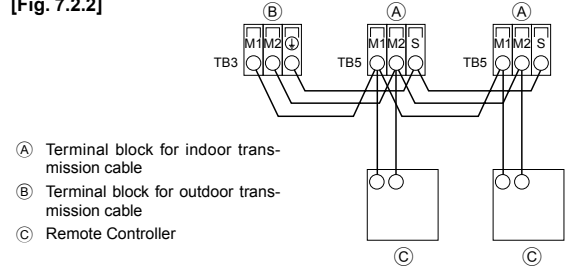 [Fig. 7.2.2]
B A A
M1 M2 M1 M2 S M1 M2 S
TB3 TB5 TB5
A Terminal block for indoor trans-
mission cable
B Terminal block for outdoor trans-
mission cable
C Remote Controller
C C